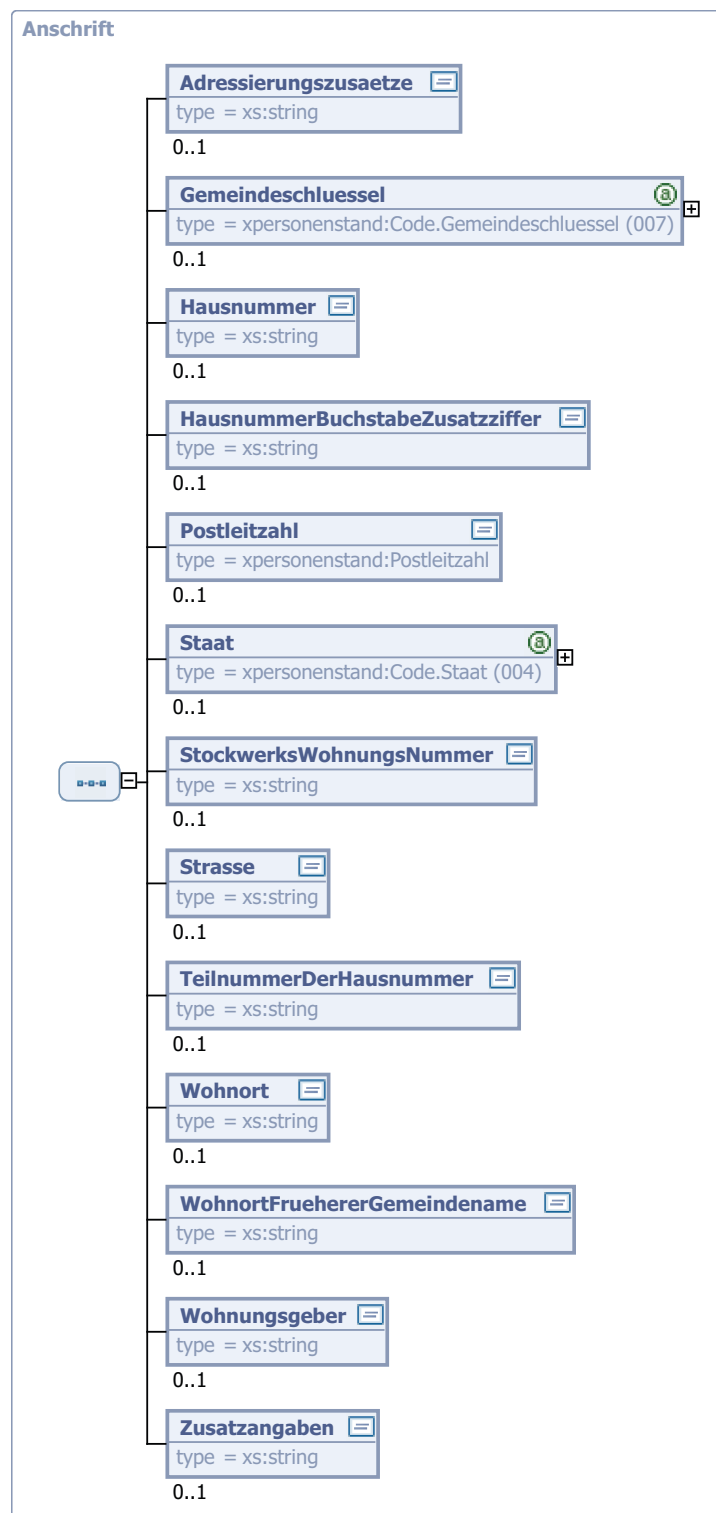 Anschrift
Adressierungszusaetze
type = xs:string
0..1
Gemeindeschluessel
type = xpersonenstand:Code.Gemeindeschluessel (007)
0..1
Hausnummer
type = xs:string
0..1
HausnummerBuchstabeZusatzziffer
type = xs:string
0..1
Postleitzahl
type = xpersonenstand:Postleitzahl
0..1
Staat
type = xpersonenstand:Code.Staat (004)
0..1
StockwerksWohnungsNummer
type = xs:string
0..1
Strasse
type = xs:string
0..1
TeilnummerDerHausnummer
type = xs:string
0..1
Wohnort
type = xs:string
0..1
WohnortFruehererGemeindename
type = xs:string
0..1
Wohnungsgeber
type = xs:string
0..1
Zusatzangaben
type = xs:string
0..1